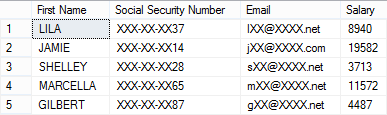 First Name Social Security Number Email Salary
1 LILA XXX-XX-XX37 lXX@XXXX.net 8940
2 JAMIE XXX-XX-XX14 jXX@XXXX.com 19582
3 SHELLEY XXX-XX-XX28 sXX@XXXX.net 3713
4 MARCELLA XXX-XX-XX65 mXX@XXXX.net 11572
5 GILBERT XXX-XX-XX87 gXX@XXXX.net 4487